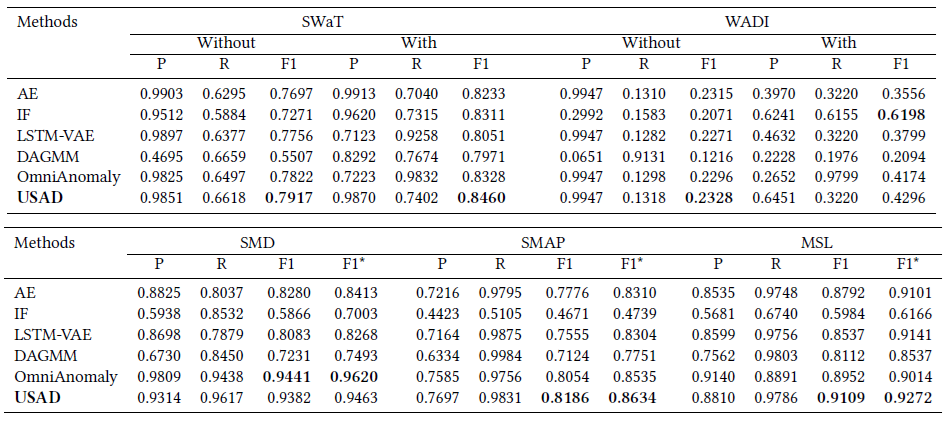 Methods SWaT WADI
Without With Without With
P R F1 P R F1 P R F1 P R F1
AE 0.9903 0.6295 0.7697 0.9913 0.7040 0.8233 0.9947 0.1310 0.2315 0.3970 0.3220 0.3556
IF 0.9512 0.5884 0.7271 0.9620 0.7315 0.8311 0.2992 0.1583 0.2071 0.6241 0.6155 0.6198
LSTM-VAE 0.9897 0.6377 0.7756 0.7123 0.9258 0.8051 0.9947 0.1282 0.2271 0.4632 0.3220 0.3799
DAGMM 0.4695 0.6659 0.5507 0.8292 0.7674 0.7971 0.0651 0.9131 0.1216 0.2228 0.1976 0.2094
OmniAnomaly 0.9825 0.6497 0.7822 0.7223 0.9832 0.8328 0.9947 0.1298 0.2296 0.2652 0.9799 0.4174
USAD 0.9851 0.6618 0.7917 0.9870 0.7402 0.8460 0.9947 0.1318 0.2328 0.6451 0.3220 0.4296
Methods SMD SMAP MSL
P R F1 F1* P R F1 F1* P R F1 F1*
AE 0.8825 0.8037 0.8280 0.8413 0.7216 0.9795 0.7776 0.8310 0.8535 0.9748 0.8792 0.9101
IF 0.5938 0.8532 0.5866 0.7003 0.4423 0.5105 0.4671 0.4739 0.5681 0.6740 0.5984 0.6166
LSTM-VAE 0.8698 0.7879 0.8083 0.8268 0.7164 0.9875 0.7555 0.8304 0.8599 0.9756 0.8537 0.9141
DAGMM 0.6730 0.8450 0.7231 0.7493 0.6334 0.9984 0.7124 0.7751 0.7562 0.9803 0.8112 0.8537
OmniAnomaly 0.9809 0.9438 0.9441 0.9620 0.7585 0.9756 0.8054 0.8535 0.9140 0.8891 0.8952 0.9014
USAD 0.9314 0.9617 0.9382 0.9463 0.7697 0.9831 0.8186 0.8634 0.8810 0.9786 0.9109 0.9272